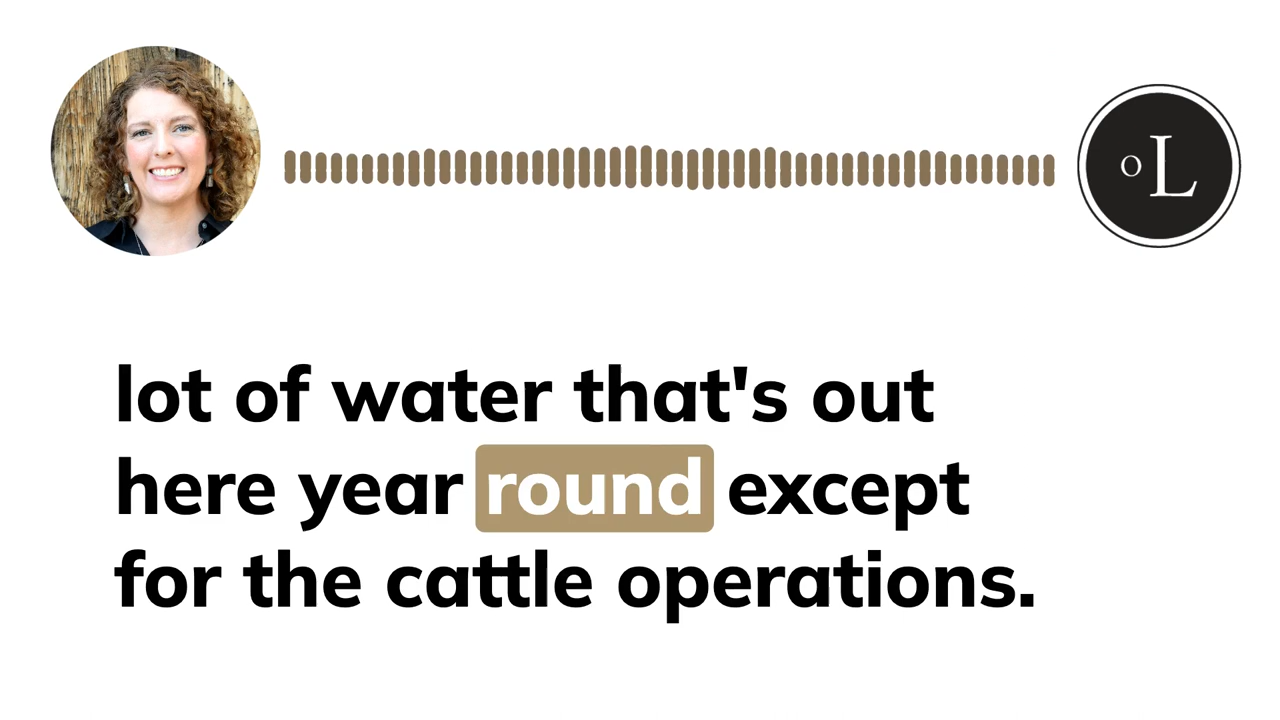 OL
lot of water that's out
here year round except
for the cattle operations.